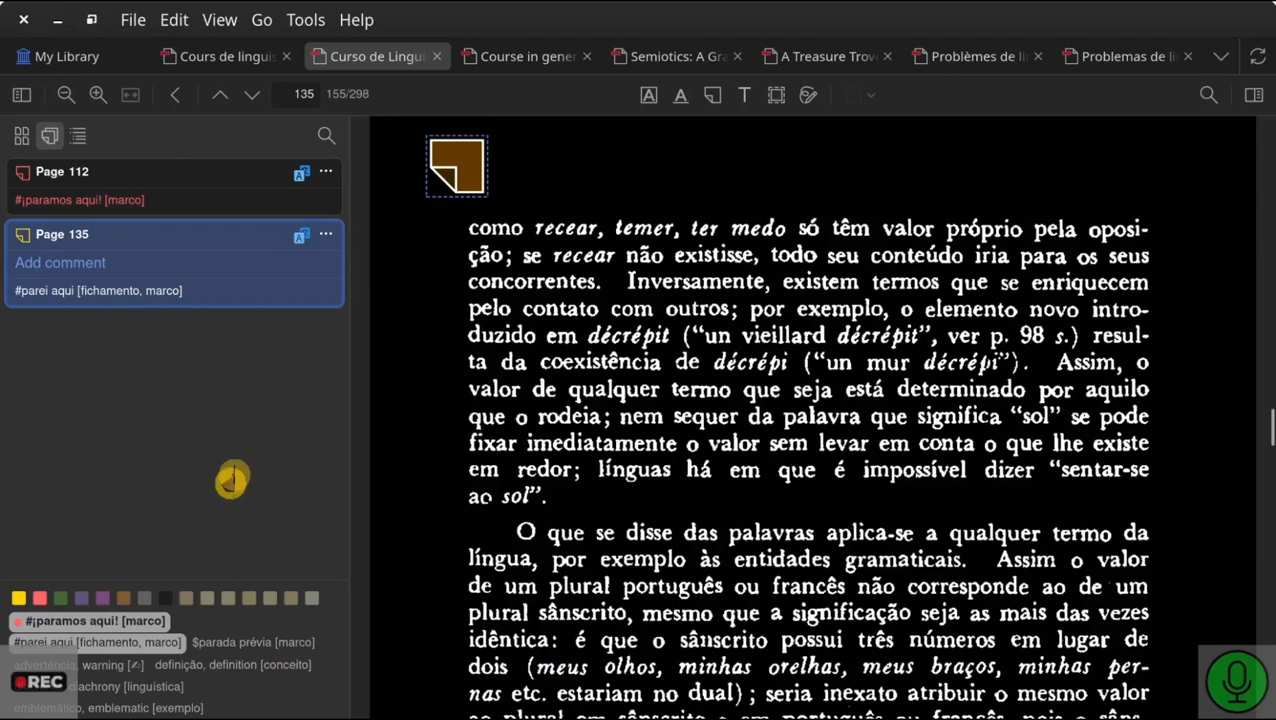 File Edit View Go Tools Help
My Library Cours de linguis Curso de Lingui Course in gener Semiotics: A Gra A Treasure Trove Problèmes de li Problemas de li
135 155/298
Page 112
#¡paramos aqui! [marco]
Page 135
Add comment
#parei aqui [fichamento, marco]
como recear, temer, ter medo só têm valor próprio pela oposi-
ção; se recear não existisse, todo seu conteúdo iria para os seus
concorrentes. Inversamente, existem termos que se enriquecem
pelo contato com outros; por exemplo, o elemento novo intro-
duzido em décrépit ("un vieillard décrépit", ver p. 98 s.) resul-
ta da coexistência de décrépi ("un mur décrépi"). Assim, o
valor de qualquer termo que seja está determinado por aquilo
que o rodeia; nem sequer da palavra que significa "sol" se pode
fixar imediatamente o valor sem levar em conta o que lhe existe
em redor; línguas há em que é impossível dizer "sentar-se
ao sol".
O que se disse das palavras aplica-se a qualquer termo da
língua, por exemplo às entidades gramaticais. Assim o valor
de um plural português ou francês não corresponde ao de um
plural sânscrito, mesmo que a significação seja as mais das vezes
idêntica: é que o sânscrito possui três números em lugar de
dois (meus olhos, minhas orelhas, meus braços, minhas per-
nas etc. estariam no dual); seria inexato atribuir o mesmo valor
#¡paramos aqui! [marco]
#parei aqui [fichamento, marco] $parada prévia [marco]
advertência, warning [✍] definição, definition [conceito]
REC iachrony [linguística]
emblemático, emblematic [exemplo]